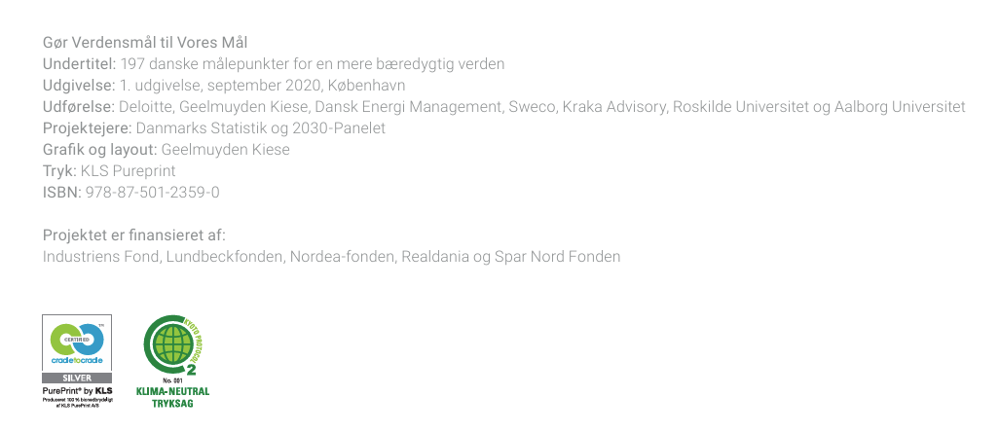 Gør Verdensmål til Vores Mål
Undertitel: 197 danske målepunkter for en mere bæredygtig verden
Udgivelse: 1. udgivelse, september 2020, København
Udførelse: Deloitte, Geelmuyden Kiese, Dansk Energi Management, Sweco, Kraka Advisory, Roskilde Universitet og Aalborg Universitet
Projektejere: Danmarks Statistik og 2030-Panelet
Grafik og layout: Geelmuyden Kiese
Tryk: KLS Pureprint
ISBN: 978-87-501-2359-0
Projektet er finansieret af:
Industriens Fond, Lundbeckfonden, Nordea-fonden, Realdania og Spar Nord Fonden
CERTIFIED
TM
cradletocradle
SILVER
PurePrint® by KLS
Produceret 100 % bionedbrydeligt
af KLS PurePrint A/S
KYOTO PROTOCOL
2
No. 001
KLIMA-NEUTRAL
TRYKSAG